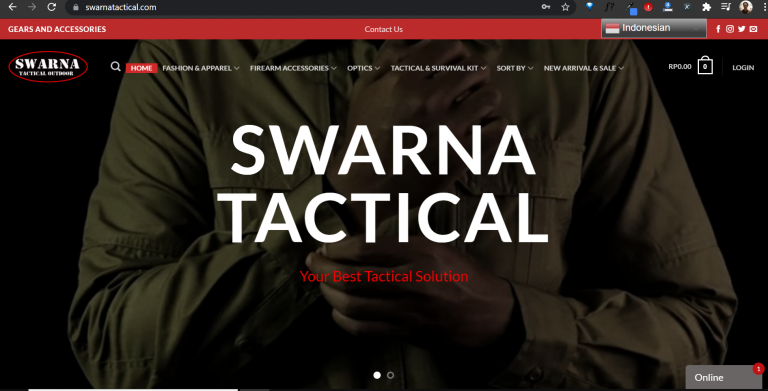 swarnatactical.com
GEARS AND ACCESSORIES
Contact Us
Indonesian
SWARNA
TACTICAL OUTDOOR
HOME
FASHION & APPAREL
FIREARM ACCESSORIES
OPTICS
TACTICAL & SURVIVAL KIT
SORT BY
NEW ARRIVAL & SALE
RP0.00
0
LOGIN
SWARNA
TACTICAL
Your Best Tactical Solution
Online
1